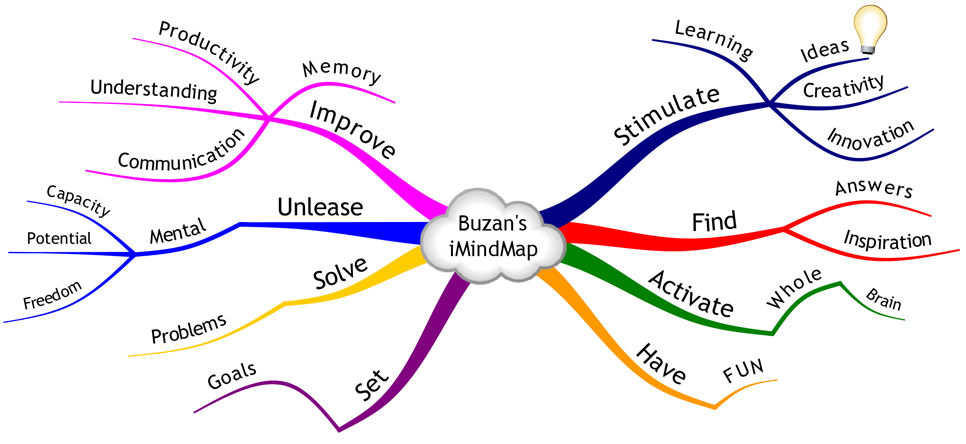 Buzan's
iMindMap
Stimulate
Learning
Ideas
Creativity
Innovation
Find
Answers
Inspiration
Activate
Whole
Brain
Have
FUN
Set
Goals
Solve
Problems
Unlease
Mental
Capacity
Potential
Freedom
Improve
Productivity
Understanding
Memory
Communication